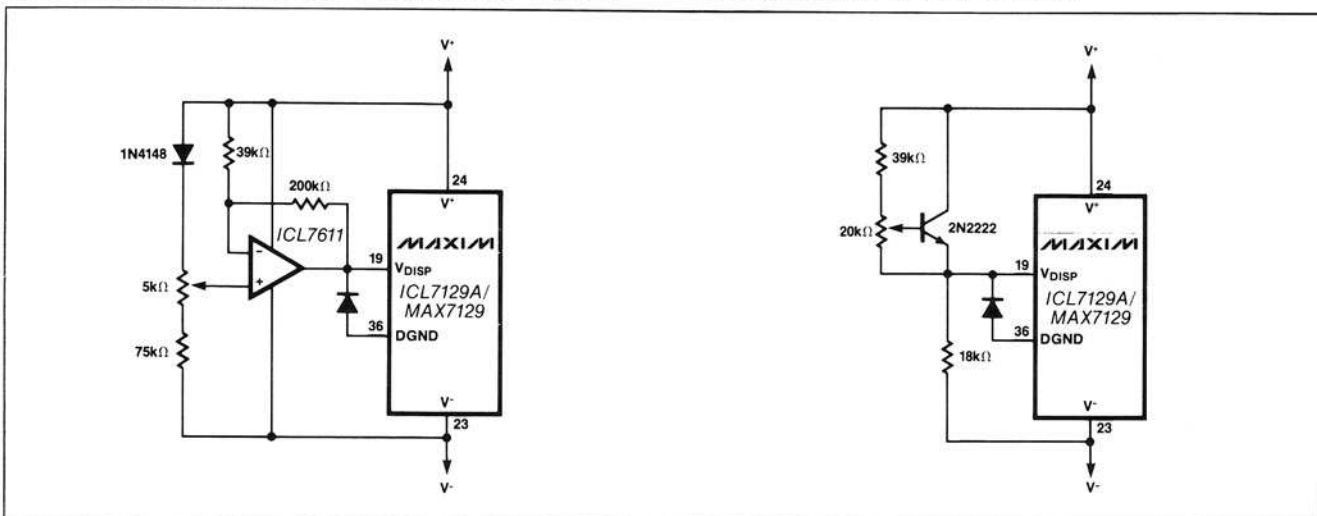 V+
1N4148
39kΩ
200kΩ
24
V+
ICL7611
MAXIM
-
+
19
VDISP
5kΩ
ICL7129A/
MAX7129
36
DGND
75kΩ
V-
23
V-
V+
39kΩ
24
V+
20kΩ
2N2222
MAXIM
19
VDISP
ICL7129A/
MAX7129
36
DGND
18kΩ
V-
23
V-